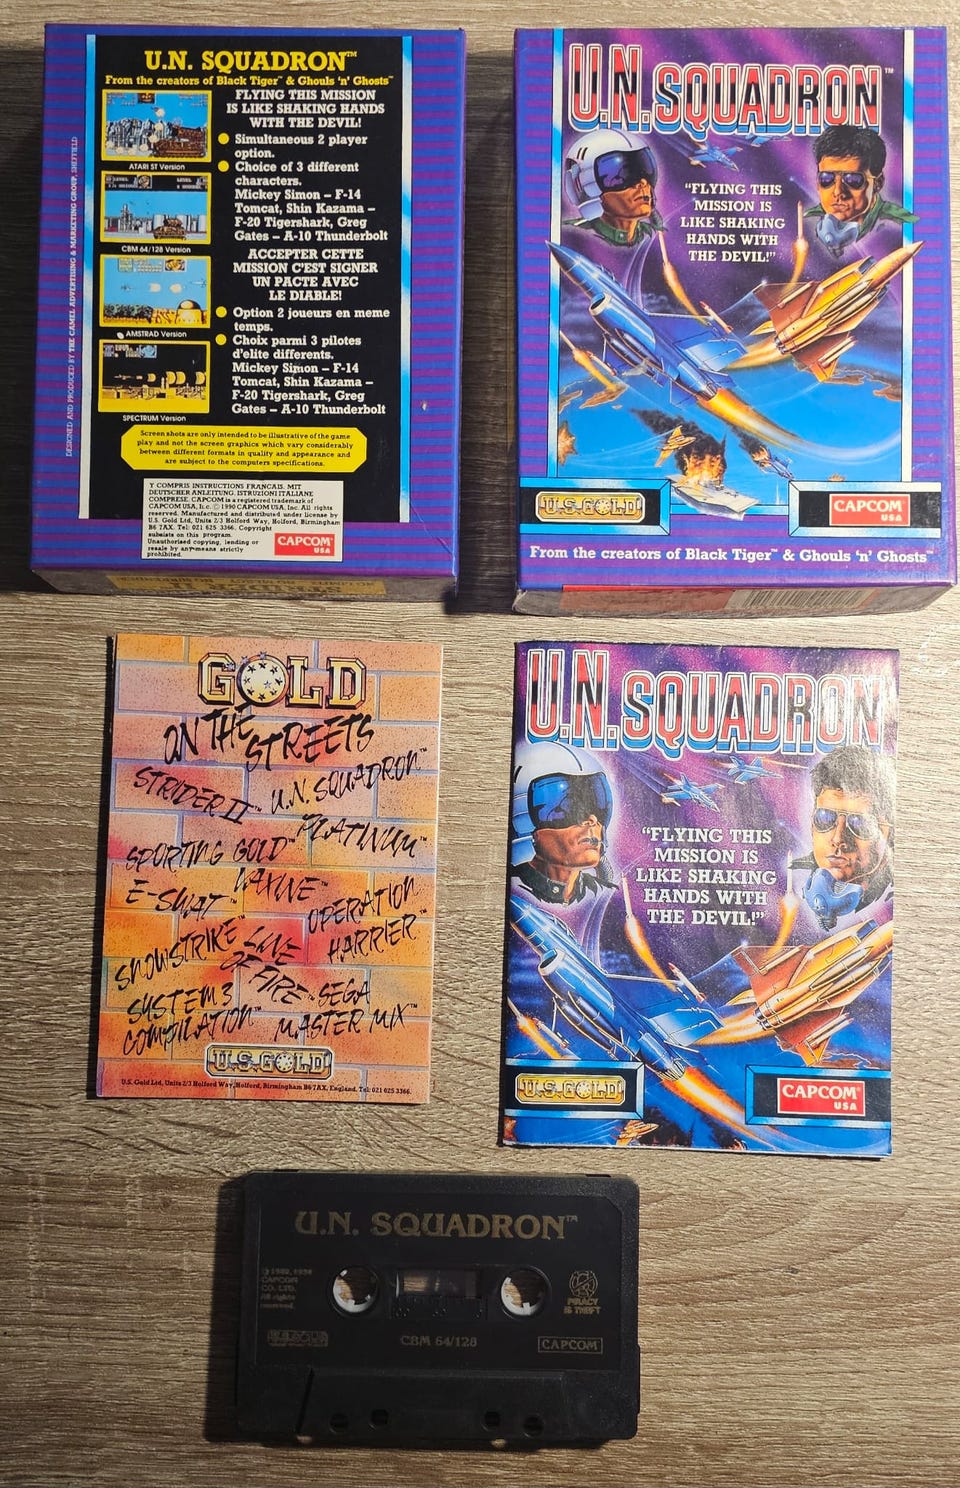 U.N. SQUADRON™
From the creators of Black Tiger™ & Ghouls 'n' Ghosts™
FLYING THIS MISSION
IS LIKE SHAKING HANDS
WITH THE DEVIL!
Simultaneous 2 player
option.
Choice of 3 different
characters.
Mickey Simon – F-14
Tomcat, Shin Kazama –
F-20 Tigershark, Greg
Gates – A-10 Thunderbolt
ACCEPTER CETTE
MISSION C'EST SIGNER
UN PACTE AVEC
LE DIABLE!
Option 2 joueurs en meme
temps.
Choix parmi 3 pilotes
d'elite differents.
Mickey Simon – F-14
Tomcat, Shin Kazama –
F-20 Tigershark, Greg
Gates – A-10 Thunderbolt
ATARI ST Version
CBM 64/128 Version
AMSTRAD Version
SPECTRUM Version
Screen shots are only intended to be illustrative of the game
play and not the screen graphics which vary considerably
between different formats in quality and appearance and
are subject to the computers specifications.
Y COMPRIS INSTRUCTIONS FRANCAIS. MIT
DEUTSCHER ANLEITUNG. ISTRUZIONI ITALIANE
COMPRESE. CAPCOM is a registered trademark of
CAPCOM USA, Inc. © 1990 CAPCOM USA, Inc. All rights
reserved. Manufactured and distributed under license by
U.S. Gold Ltd, Units 2/3 Holford Way, Holford, Birmingham
B6 7AX. Tel: 021 625 3366. Copyright
subsists on this program.
Unauthorised copying, lending or
resale by any means strictly
prohibited.
CAPCOM
USA
DESIGNED AND PRODUCED BY THE CAMEL ADVERTISING & MARKETING GROUP, SHEFFIELD
U.N. SQUADRON™
"FLYING THIS
MISSION IS
LIKE SHAKING
HANDS WITH
THE DEVIL!"
U.S. GOLD
CAPCOM
USA
From the creators of Black Tiger™ & Ghouls 'n' Ghosts™
GOLD
ON THE
STREETS
STRIDER II™ U.N. SQUADRON™
SPORTING GOLD™ PLATINUM™
E-SWAT™
OPERATION
HARRIER™
SNOWSTRIKE™ LINE
OF FIRE™
SYSTEM 3
COMPILATION™
SEGA
MASTER MIX™
U.S. GOLD
U.S. Gold Ltd, Units 2/3 Holford Way, Holford, Birmingham B6 7AX, England. Tel: 021 625 3366.
U.N. SQUADRON
"FLYING THIS
MISSION IS
LIKE SHAKING
HANDS WITH
THE DEVIL!"
U.S. GOLD
CAPCOM
USA
U.N. SQUADRON™
CAPCOM
CO. LTD.
All rights
reserved.
PIRACY
IS THEFT
CBM 64/128
CAPCOM